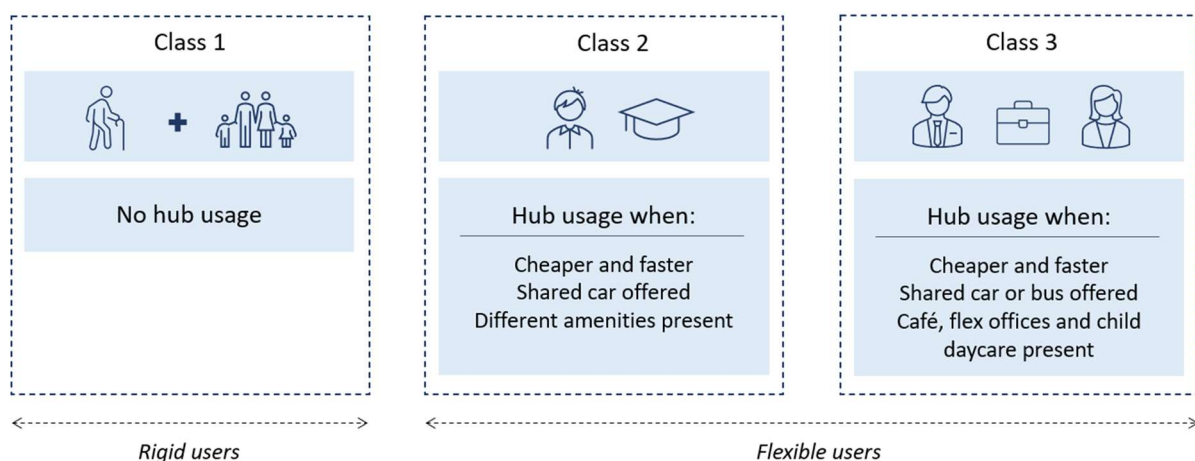 Class 1
No hub usage
Class 2
Hub usage when:
Cheaper and faster
Shared car offered
Different amenities present
Class 3
Hub usage when:
Cheaper and faster
Shared car or bus offered
Café, flex offices and child
daycare present
Rigid users
Flexible users